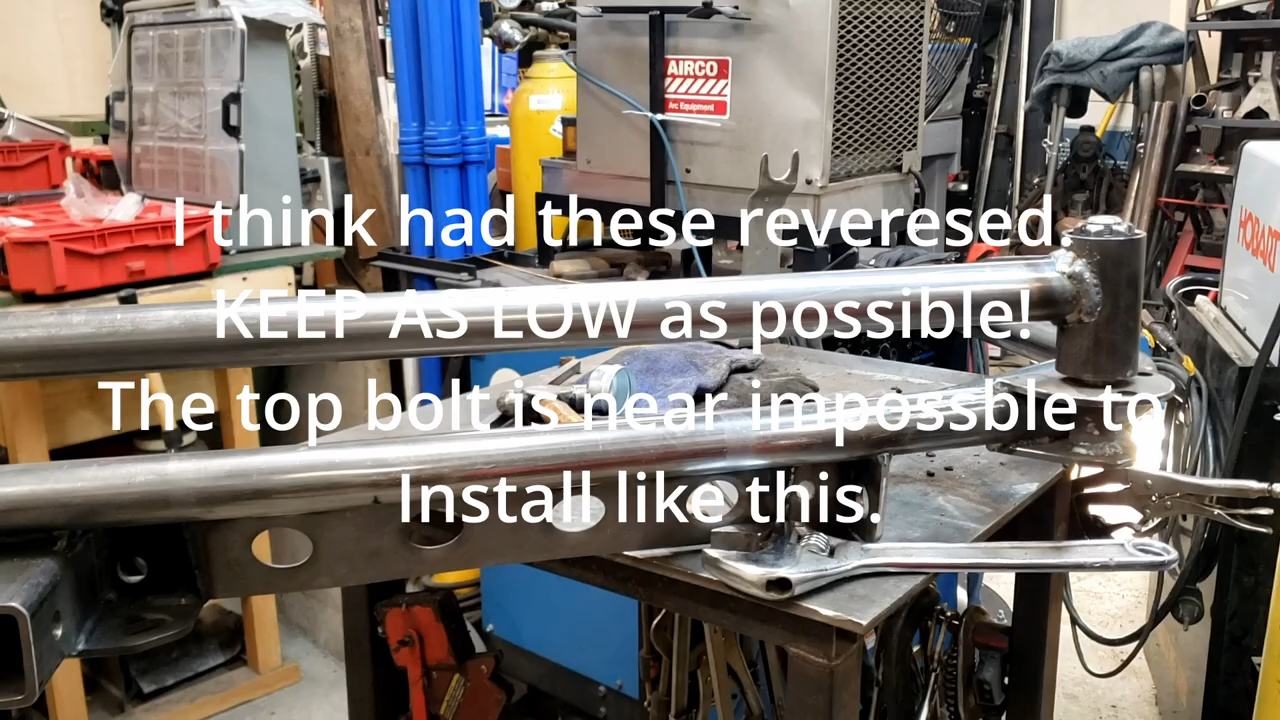 AIRCO
Arc Equipment
I think had these reveresed.
KEEP AS LOW as possible!
The top bolt is near impossble to
Install like this.
HOBART